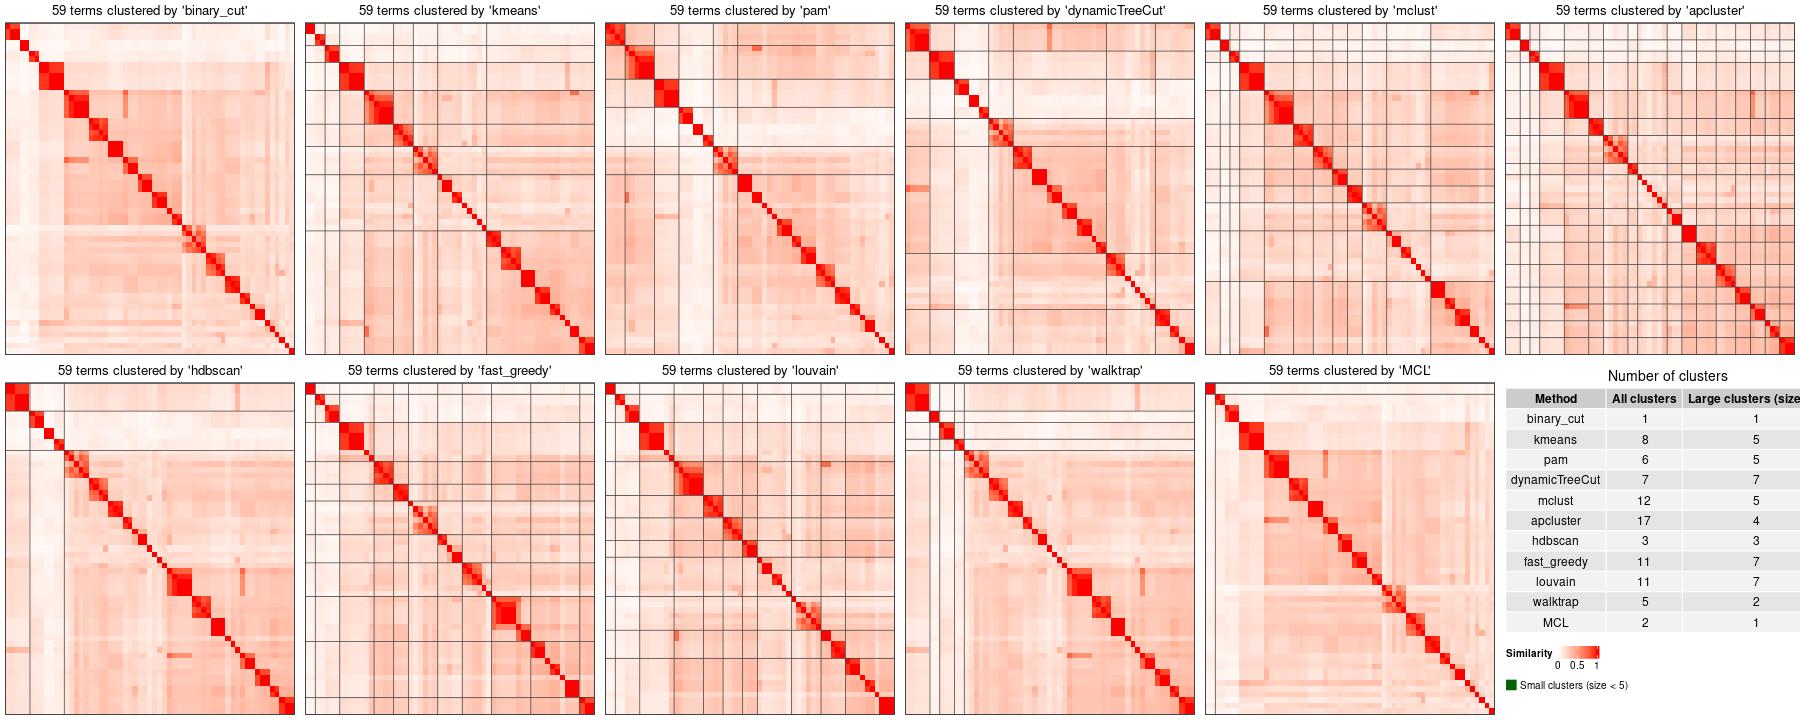 59 terms clustered by 'binary_cut'
59 terms clustered by 'kmeans'
59 terms clustered by 'pam'
59 terms clustered by 'dynamicTreeCut'
59 terms clustered by 'mclust'
59 terms clustered by 'apcluster'
59 terms clustered by 'hdbscan'
59 terms clustered by 'fast_greedy'
59 terms clustered by 'louvain'
59 terms clustered by 'walktrap'
59 terms clustered by 'MCL'
Number of clusters
Method All clusters Large clusters (size
binary_cut 1 1
kmeans 8 5
pam 6 5
dynamicTreeCut 7 7
mclust 12 5
apcluster 17 4
hdbscan 3 3
fast_greedy 11 7
louvain 11 7
walktrap 5 2
MCL 2 1
Similarity
0 0.5 1
Small clusters (size < 5)